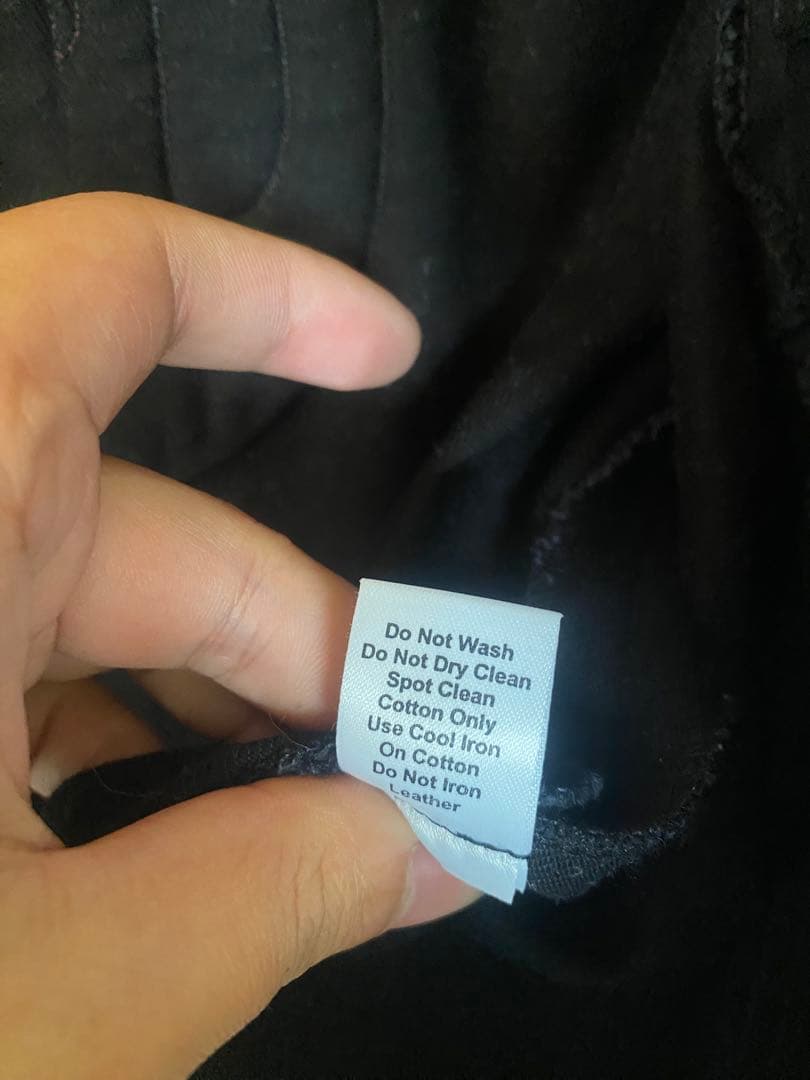 Do Not Wash
Do Not Dry Clean
Spot Clean
Cotton Only
Use Cool Iron
On Cotton
Do Not Iron
Leather